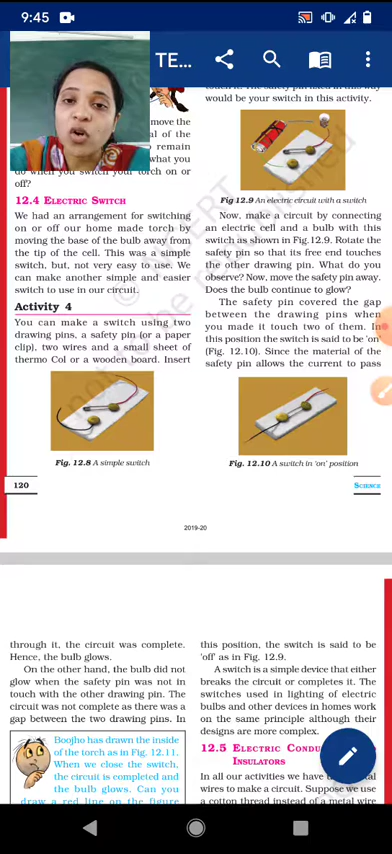 9:45
TE...
touch it. The safety pin fixed in this way
would be your switch in this activity.
move the
al of the
o remain
what you
do when you switch your torch on or
off?
12.4 ELECTRIC SWITCH
We had an arrangement for switching
on or off our home made torch by
moving the base of the bulb away from
the tip of the cell. This was a simple
switch, but, not very easy to use. We
can make another simple and easier
switch to use in our circuit.
Activity 4
You can make a switch using two
drawing pins, a safety pin (or a paper
clip), two wires and a small sheet of
thermo Col or a wooden board. Insert
Fig. 12.8 A simple switch
Fig 12.9 An electric circuit with a switch
Now, make a circuit by connecting
an electric cell and a bulb with this
switch as shown in Fig.12.9. Rotate the
safety pin so that its free end touches
the other drawing pin. What do you
observe? Now, move the safety pin away.
Does the bulb continue to glow?
The safety pin covered the gap
between the drawing pins when
you made it touch two of them. In
this position the switch is said to be 'on'
(Fig. 12.10). Since the material of the
safety pin allows the current to pass
Fig. 12.10 A switch in 'on' position
120
SCIENCE
2019-20
through it, the circuit was complete.
Hence, the bulb glows.
On the other hand, the bulb did not
glow when the safety pin was not in
touch with the other drawing pin. The
circuit was not complete as there was a
gap between the two drawing pins. In
Boojho has drawn the inside
of the torch as in Fig. 12.11.
When we close the switch,
the circuit is completed and
the bulb glows. Can you
draw a red line on the figure
this position, the switch is said to be
'off' as in Fig. 12.9.
A switch is a simple device that either
breaks the circuit or completes it. The
switches used in lighting of electric
bulbs and other devices in homes work
on the same principle although their
designs are more complex.
12.5 ELECTRIC CONDU
INSULATORS
In all our activities we have
al
wires to make a circuit. Suppose we use
a cotton thread instead of a metal wire